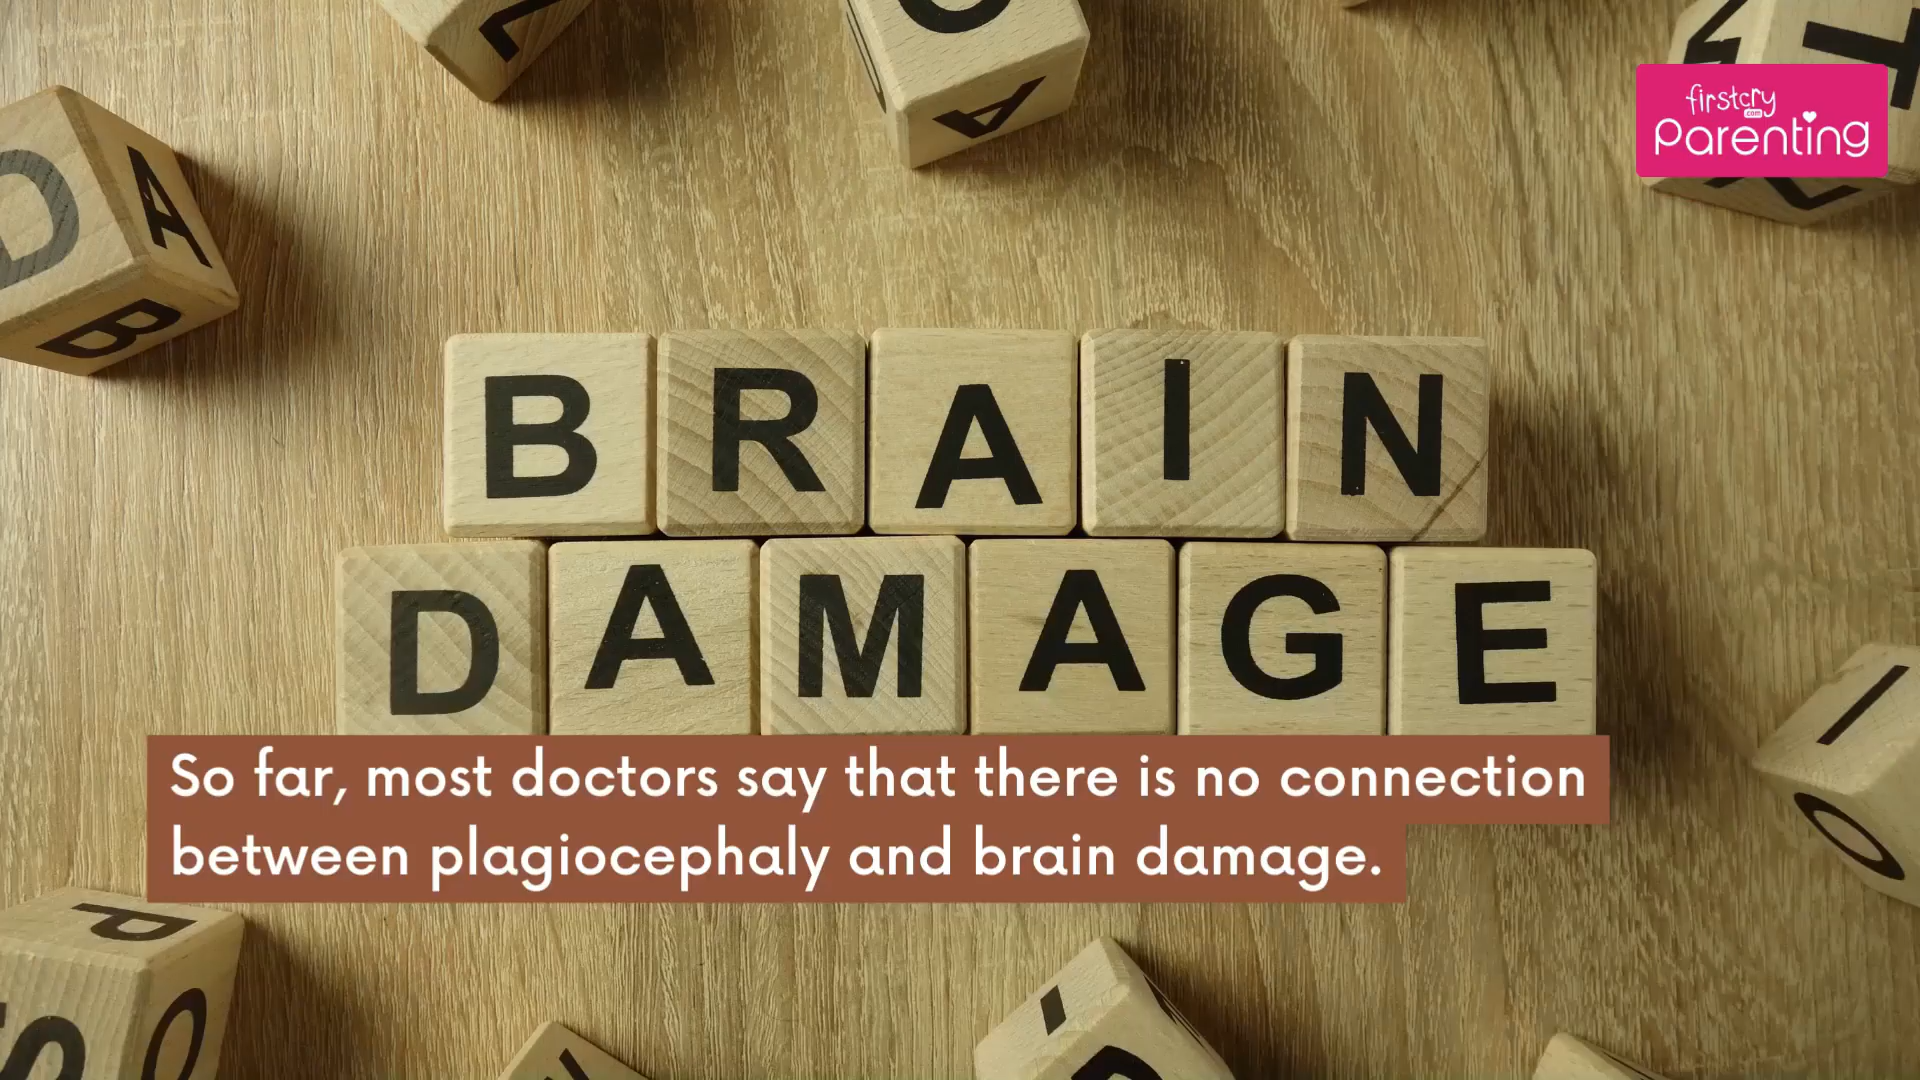 firstcry
.com
Parenting
BRAIN
DAMAGE
So far, most doctors say that there is no connection
between plagiocephaly and brain damage.